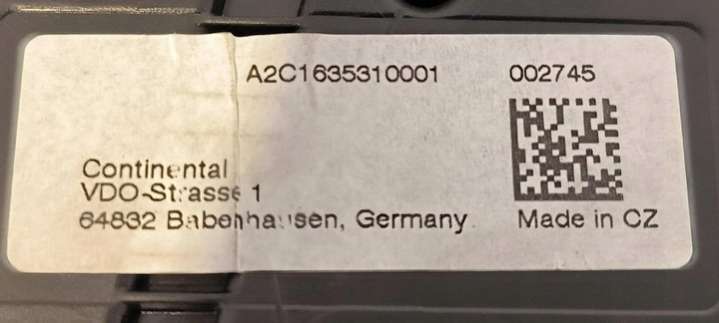 A2C1635310001 002745
Continental
VDO-Strasse 1
64832 Babenhausen, Germany Made in CZ